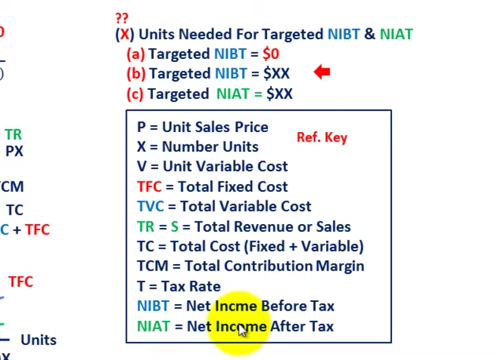 ??
(X) Units Needed For Targeted NIBT & NIAT
(a) Targeted NIBT = $0
(b) Targeted NIBT = $XX
(c) Targeted NIAT = $XX
P = Unit Sales Price
Ref. Key
X = Number Units
V = Unit Variable Cost
TFC = Total Fixed Cost
TVC = Total Variable Cost
TR = S = Total Revenue or Sales
TC = Total Cost (Fixed + Variable)
TCM = Total Contribution Margin
T = Tax Rate
NIBT = Net Incme Before Tax
NIAT = Net Income After Tax
0
)
TR
PX
TCM
TC
C + TFC
TFC
Units